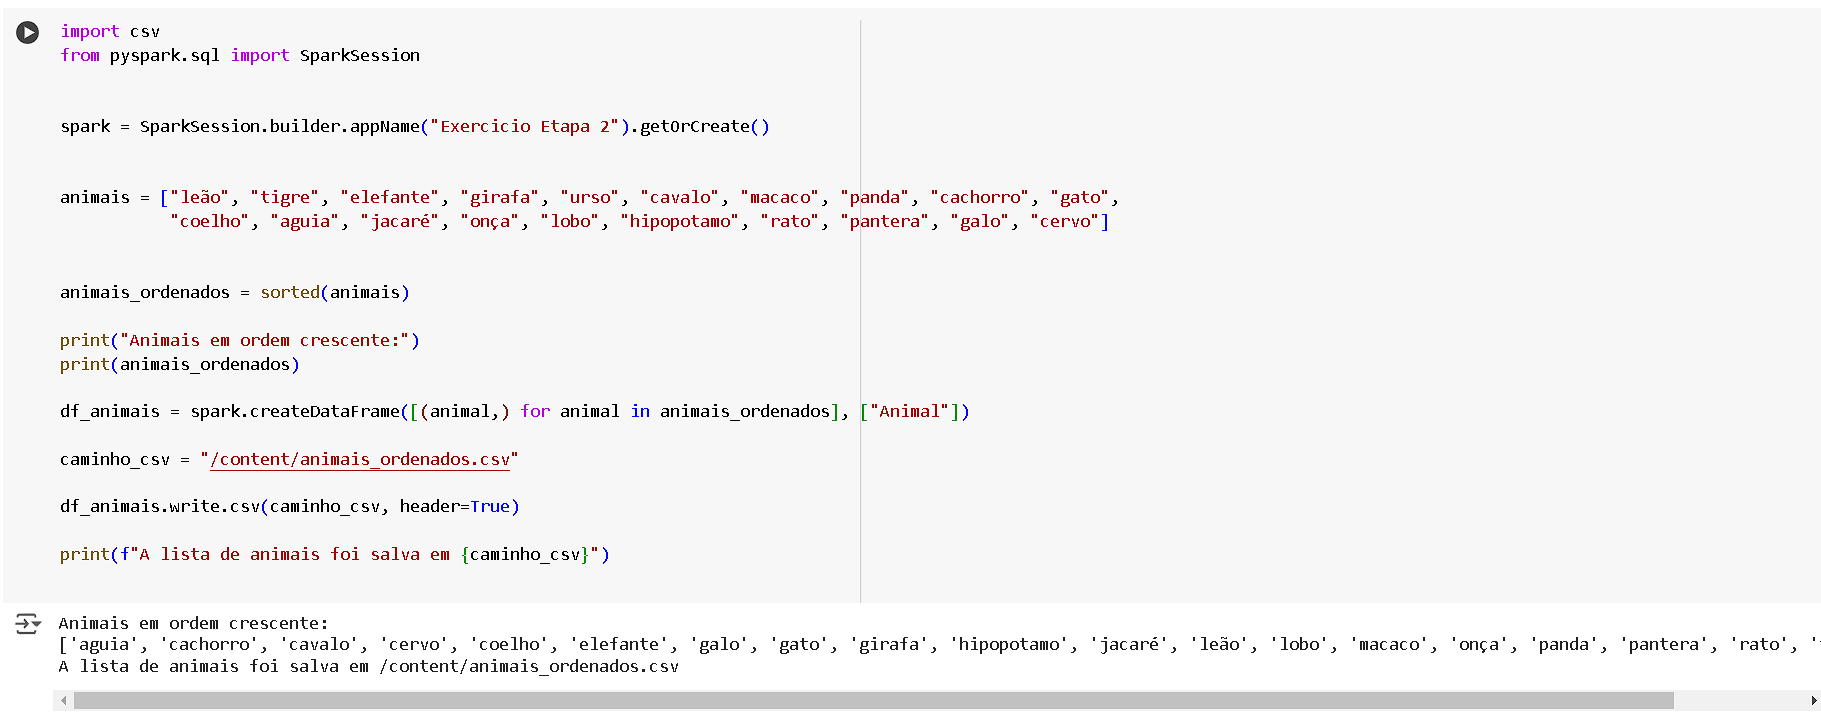 import csv
from pyspark.sql import SparkSession
spark = SparkSession.builder.appName("Exercicio Etapa 2").getOrCreate()
animais = ["leão", "tigre", "elefante", "girafa", "urso", "cavalo", "macaco", "panda", "cachorro", "gato",
"coelho", "aguia", "jacaré", "onça", "lobo", "hipopotamo", "rato", "pantera", "galo", "cervo"]
animais_ordenados = sorted(animais)
print("Animais em ordem crescente:")
print(animais_ordenados)
df_animais = spark.createDataFrame([(animal,) for animal in animais_ordenados], ["Animal"])
caminho_csv = "/content/animais_ordenados.csv"
df_animais.write.csv(caminho_csv, header=True)
print(f"A lista de animais foi salva em {caminho_csv}")
Animais em ordem crescente:
['aguia', 'cachorro', 'cavalo', 'cervo', 'coelho', 'elefante', 'galo', 'gato', 'girafa', 'hipopotamo', 'jacaré', 'leão', 'lobo', 'macaco', 'onça', 'panda', 'pantera', 'rato',
A lista de animais foi salva em /content/animais_ordenados.csv